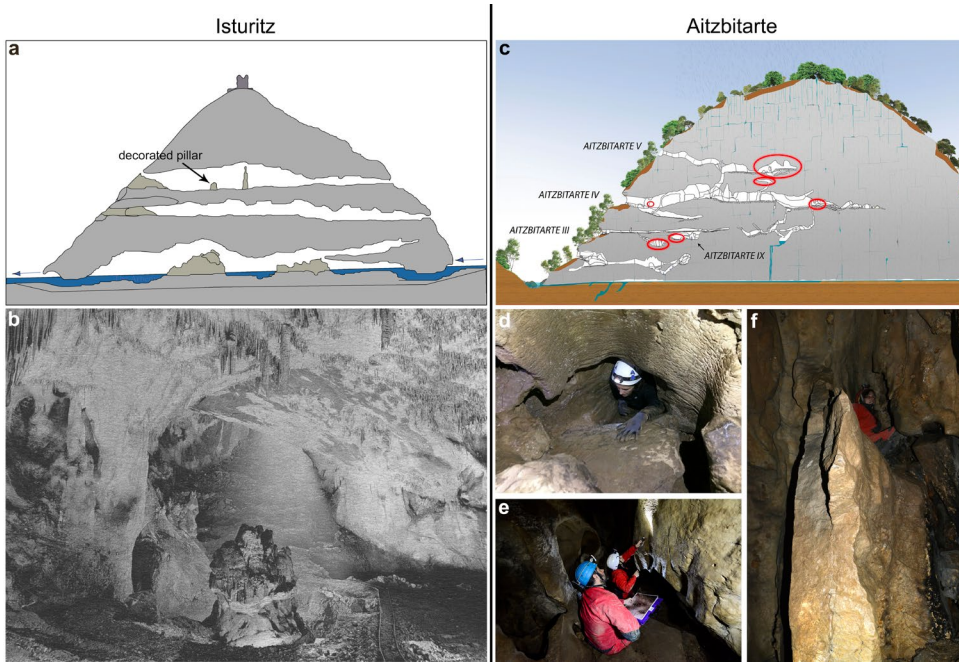 Isturitz
Aitzbitarte
a
decorated pillar
b
c
AITZBITARTE V
AITZBITARTE IV
AITZBITARTE III
AITZBITARTE IX
d
e
f